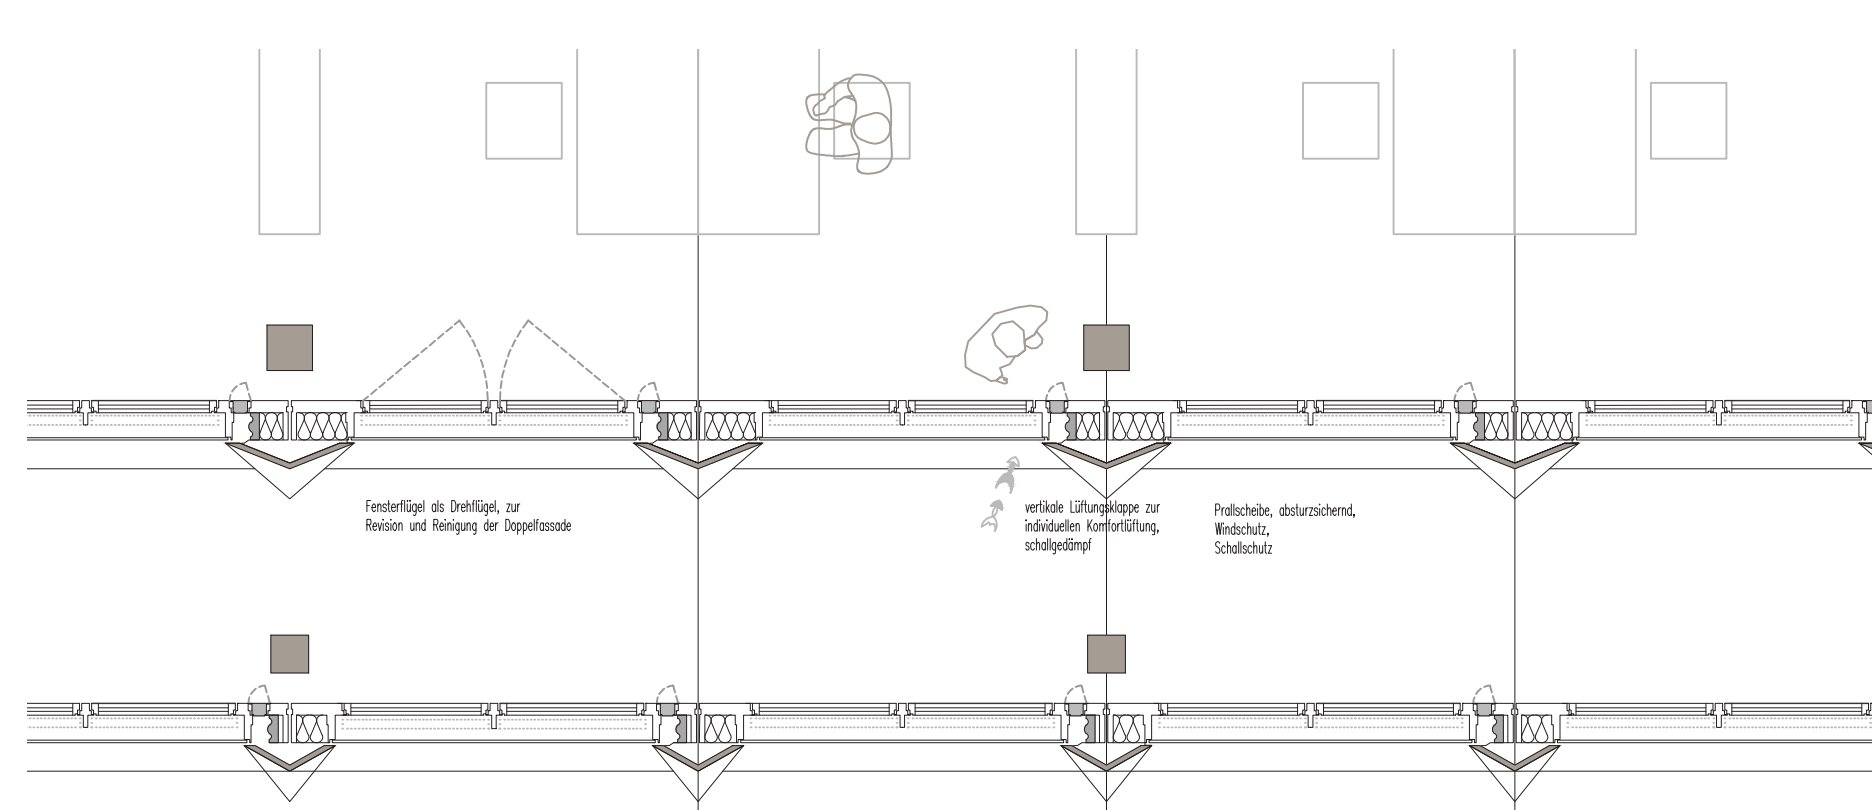 Fensterflügel als Drehflügel, zur
Revision und Reinigung der Doppelfassade
vertikale Lüftungsklappe zur
individuellen Komfortlüftung,
schallgedämpf
Prallscheibe, absturzsichernd,
Windschutz,
Schallschutz